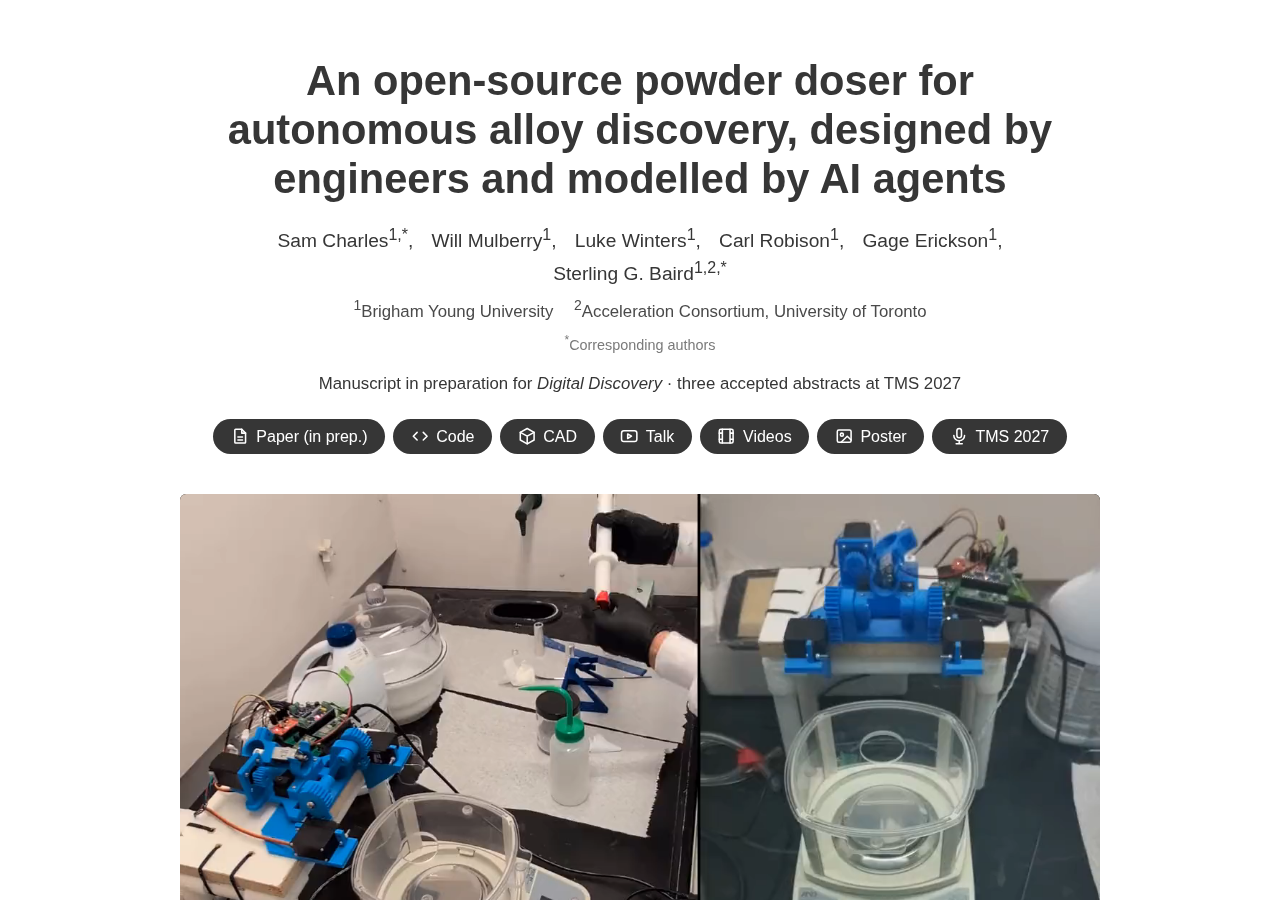 An open-source powder doser for
autonomous alloy discovery, designed by
engineers and modelled by AI agents
Sam Charles1,*, Will Mulberry1, Luke Winters1, Carl Robison1, Gage Erickson1,
Sterling G. Baird1,2,*
1Brigham Young University 2Acceleration Consortium, University of Toronto
*Corresponding authors
Manuscript in preparation for Digital Discovery · three accepted abstracts at TMS 2027
Paper (in prep.) Code CAD Talk Videos Poster TMS 2027